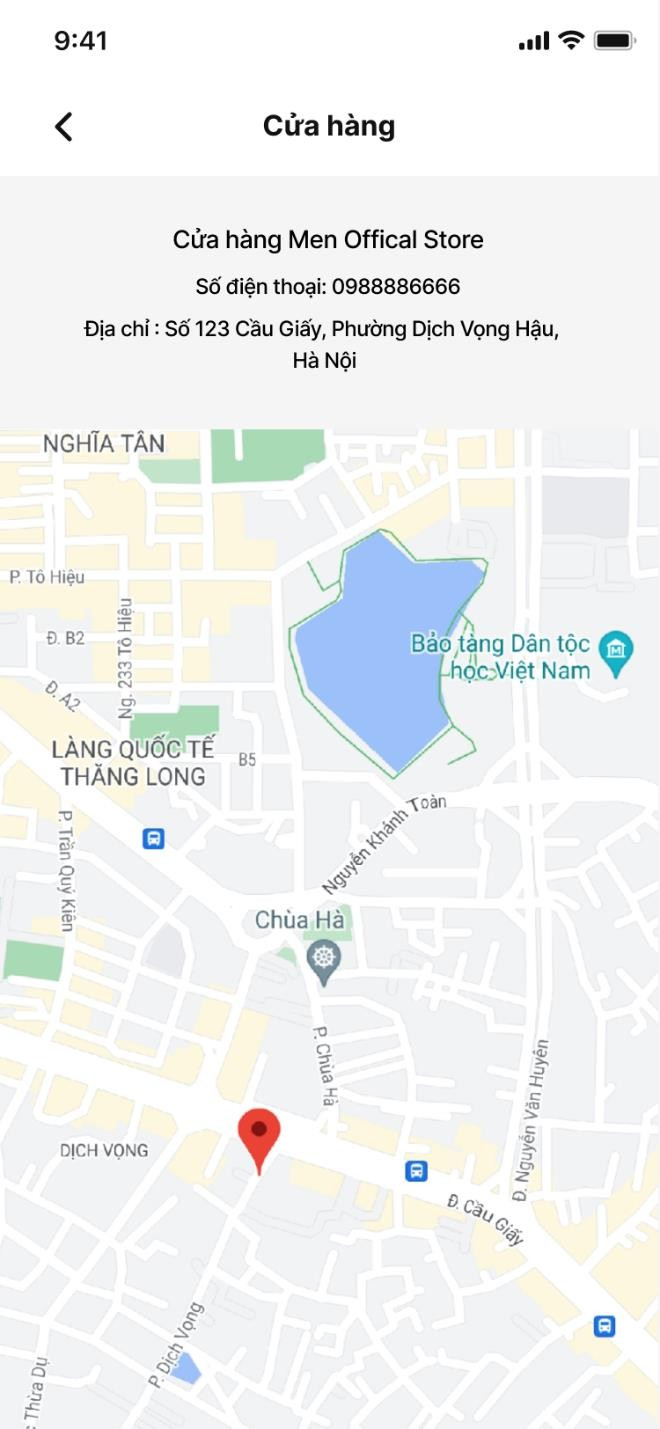 9:41
Cửa hàng
Cửa hàng Men Offical Store
Số điện thoại: 0988886666
Địa chỉ : Số 123 Cầu Giấy, Phường Dịch Vọng Hậu,
Hà Nội
NGHĨA TÂN
P. Tô Hiệu
Ng. 233 Tô Hiệu
Đ. B2
Bảo tàng Dân tộc
học Việt Nam
Đ. A2
LÀNG QUỐC TẾ
THĂNG LONG
B5
Nguyễn Khánh Toàn
P. Trần Quý Kiên
Chùa Hà
P. Chùa Hà
Đ. Nguyễn Văn Huyên
DỊCH VỌNG
Đ. Cầu Giấy
P. Dịch Vọng
Thừa Dụ